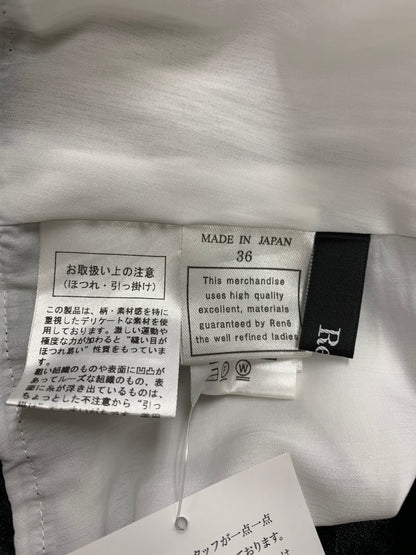 お取扱い上の注意
(ほつれ・引っ掛け)
この製品は、柄・素材感を特に
重視したデリケートな素材を使
用しております。激しい運動や
極度な力が加わると“縫い目が
ほつれ易い”性質をもっていま
す。
粗い組織のものや表面に凹凸が
あってルーズな組織のもの、表
面に糸が浮き出ているものは、
ちょっとした不注意から“引っ
MADE IN JAPAN
36
This merchandise
uses high quality
excellent, materials
guaranteed by René
the well refined ladies
Re
タッフが一点一点
ております。